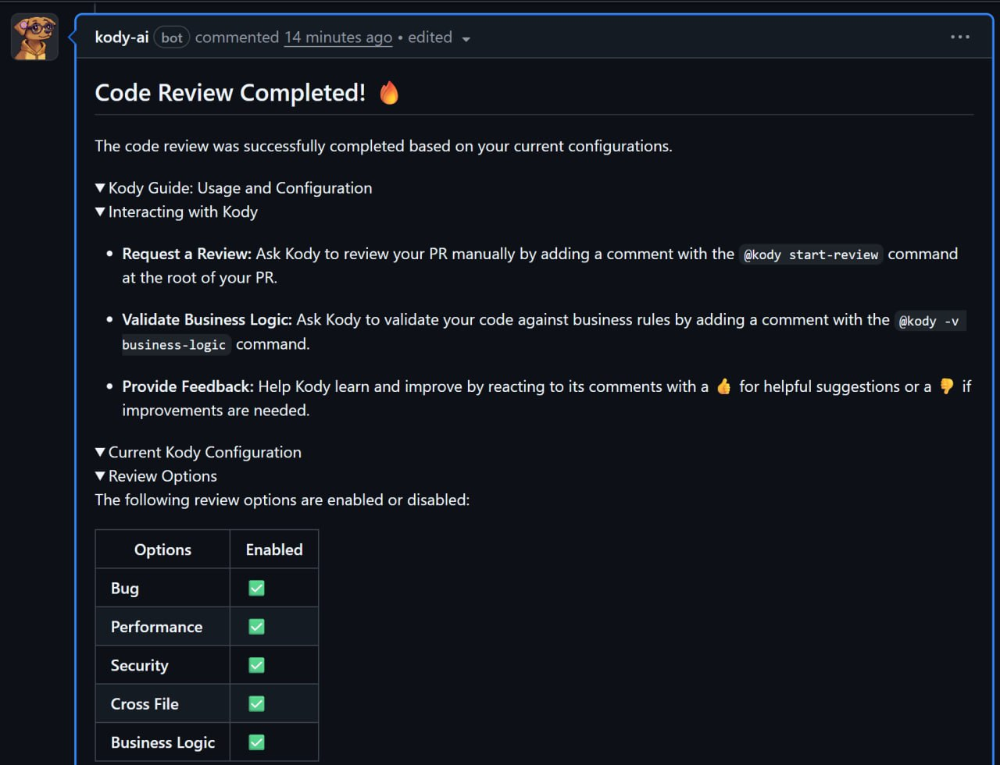 kody-ai bot commented 14 minutes ago • edited
Code Review Completed! 🔥
The code review was successfully completed based on your current configurations.
▼ Kody Guide: Usage and Configuration
▼ Interacting with Kody
• Request a Review: Ask Kody to review your PR manually by adding a comment with the @kody start-review command
at the root of your PR.
• Validate Business Logic: Ask Kody to validate your code against business rules by adding a comment with the @kody -v
business-logic command.
• Provide Feedback: Help Kody learn and improve by reacting to its comments with a 👍 for helpful suggestions or a 👎 if
improvements are needed.
▼ Current Kody Configuration
▼ Review Options
The following review options are enabled or disabled:
Options Enabled
Bug ✅
Performance ✅
Security ✅
Cross File ✅
Business Logic ✅